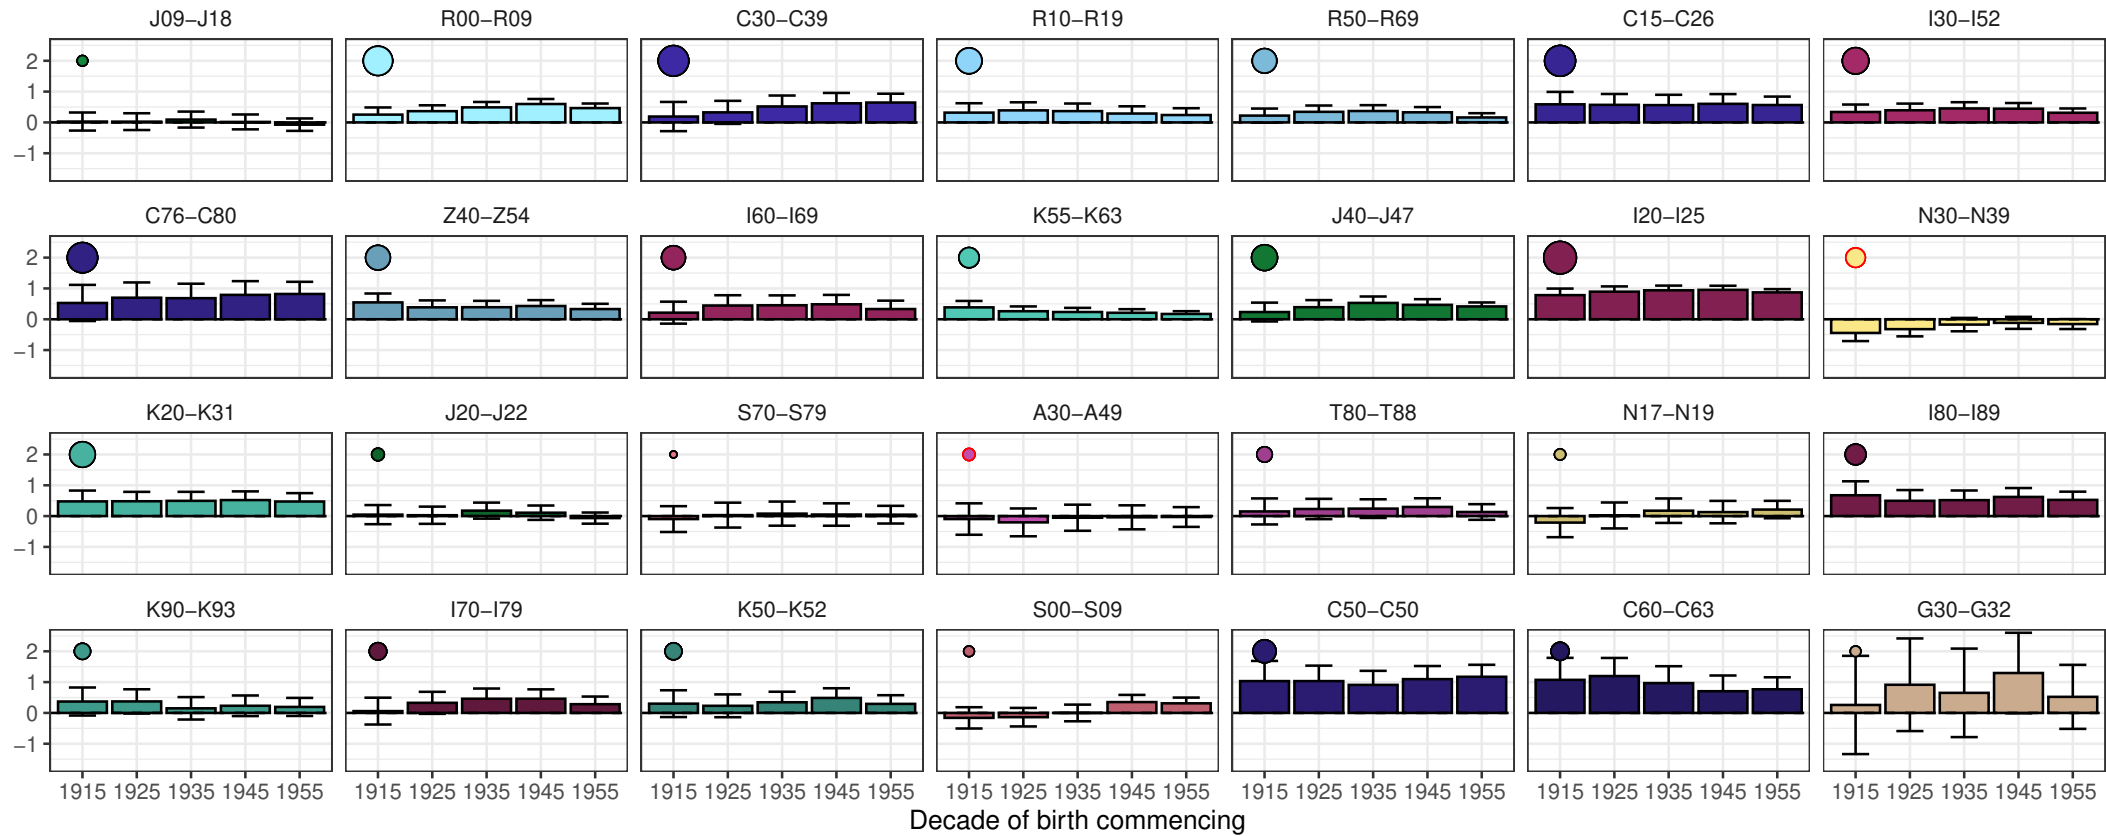 J09−J18 R00−R09 C30−C39 R10−R19 R50−R69 C15−C26 I30−I52
2
1
0
−1
C76−C80 Z40−Z54 I60−I69 K55−K63 J40−J47 I20−I25 N30−N39
2
1
0
−1
K20−K31 J20−J22 S70−S79 A30−A49 T80−T88 N17−N19 I80−I89
2
1
0
−1
K90−K93 I70−I79 K50−K52 S00−S09 C50−C50 C60−C63 G30−G32
2
1
0
−1
1915 1925 1935 1945 1955 1915 1925 1935 1945 1955 1915 1925 1935 1945 1955 1915 1925 1935 1945 1955 1915 1925 1935 1945 1955 1915 1925 1935 1945 1955 1915 1925 1935 1945 1955
Decade of birth commencing